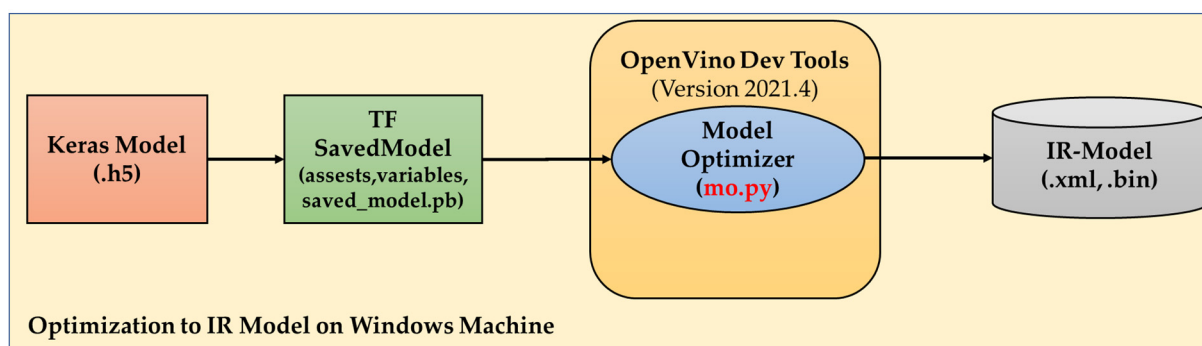 Keras Model
(.h5)
TF
SavedModel
(assests,variables,
saved_model.pb)
OpenVino Dev Tools
(Version 2021.4)
Model
Optimizer
(mo.py)
IR-Model
(.xml, .bin)
Optimization to IR Model on Windows Machine